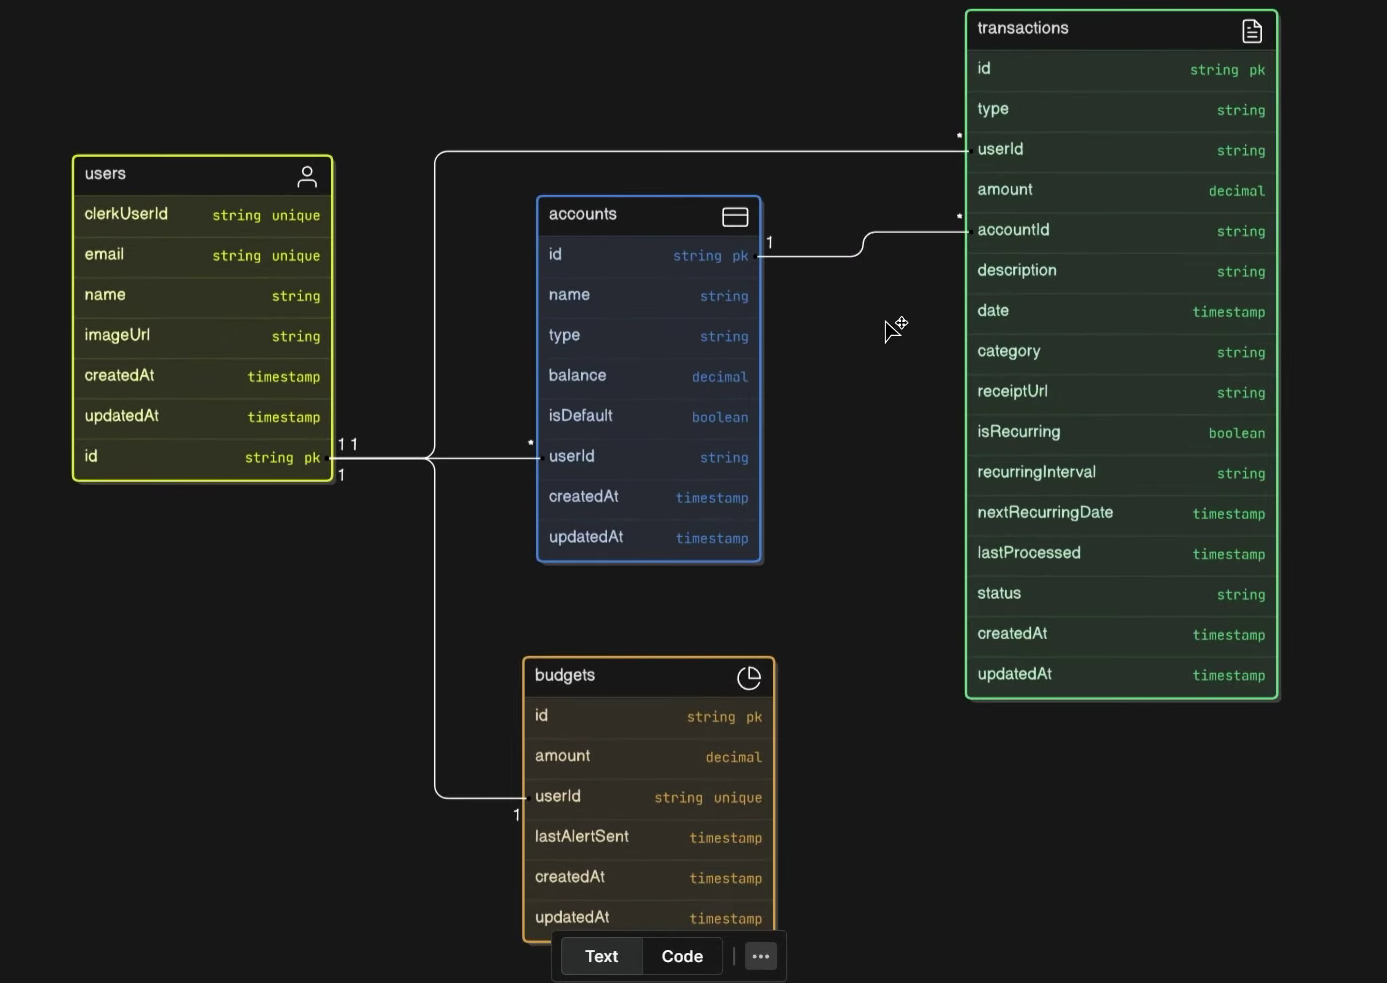 users
clerkUserId string unique
email string unique
name string
imageUrl string
createdAt timestamp
updatedAt timestamp
id string pk
1 1
1
accounts
id string pk
1
name string
type string
balance decimal
isDefault boolean
*
userId string
createdAt timestamp
updatedAt timestamp
budgets
id string pk
amount decimal
userId string unique
1
lastAlertSent timestamp
createdAt timestamp
updatedAt timestamp
transactions
id string pk
type string
*
userId string
amount decimal
*
accountId string
description string
date timestamp
category string
receiptUrl string
isRecurring boolean
recurringInterval string
nextRecurringDate timestamp
lastProcessed timestamp
status string
createdAt timestamp
updatedAt timestamp
Text Code